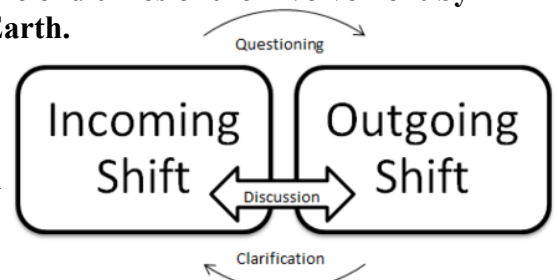 Earth.
Questioning
Incoming
Shift
Outgoing
Shift
Discussion
Clarification